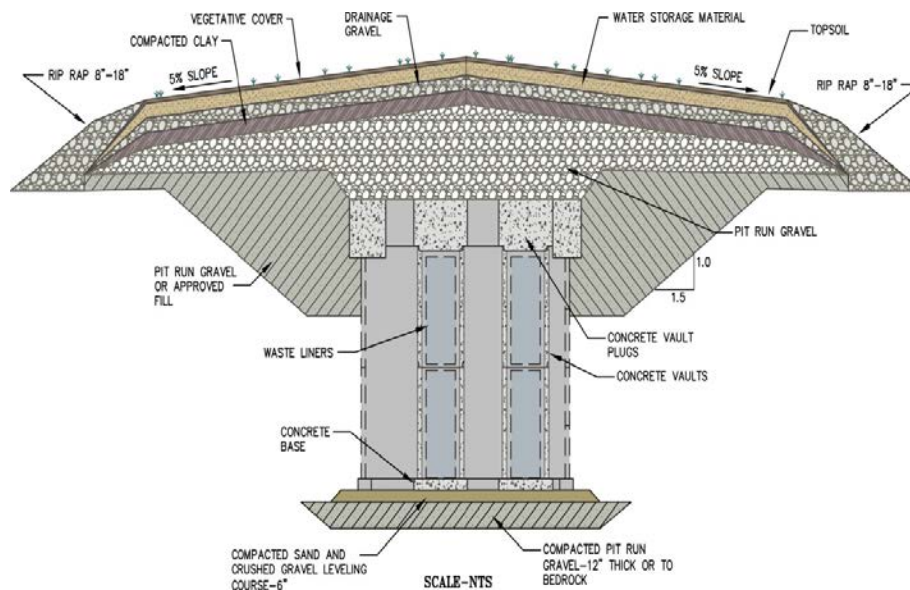 VEGETATIVE COVER
DRAINAGE
GRAVEL
WATER STORAGE MATERIAL
COMPACTED CLAY
TOPSOIL
RIP RAP 8"-18"
5% SLOPE
5% SLOPE
RIP RAP 8"-18"
PIT RUN GRAVEL
1.0
1.5
PIT RUN GRAVEL
OR APPROVED
FILL
WASTE LINERS
CONCRETE VAULT
PLUGS
CONCRETE VAULTS
CONCRETE
BASE
COMPACTED SAND AND
CRUSHED GRAVEL LEVELING
COURSE-6"
SCALE-NTS
COMPACTED PIT RUN
GRAVEL-12" THICK OR TO
BEDROCK